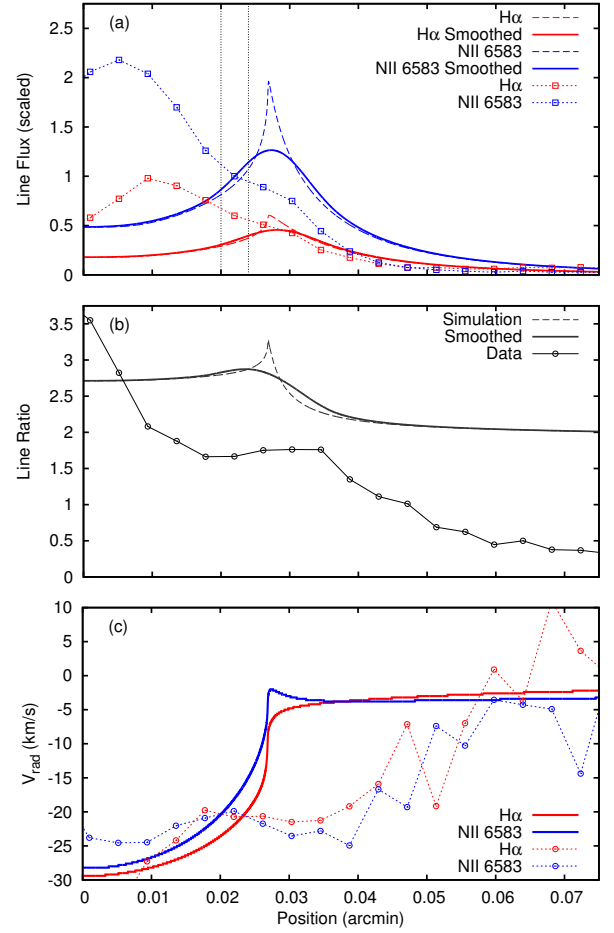 (a)
Hα
Hα Smoothed
NII 6583
NII 6583 Smoothed
Hα
NII 6583
Line Flux (scaled)
2.5
2
1.5
1
0.5
0
(b)
Simulation
Smoothed
Data
Line Ratio
3.5
3
2.5
2
1.5
1
0.5
0
(c)
Hα
NII 6583
Hα
NII 6583
V_rad (km/s)
10
5
0
-5
-10
-15
-20
-25
-30
0 0.01 0.02 0.03 0.04 0.05 0.06 0.07
Position (arcmin)